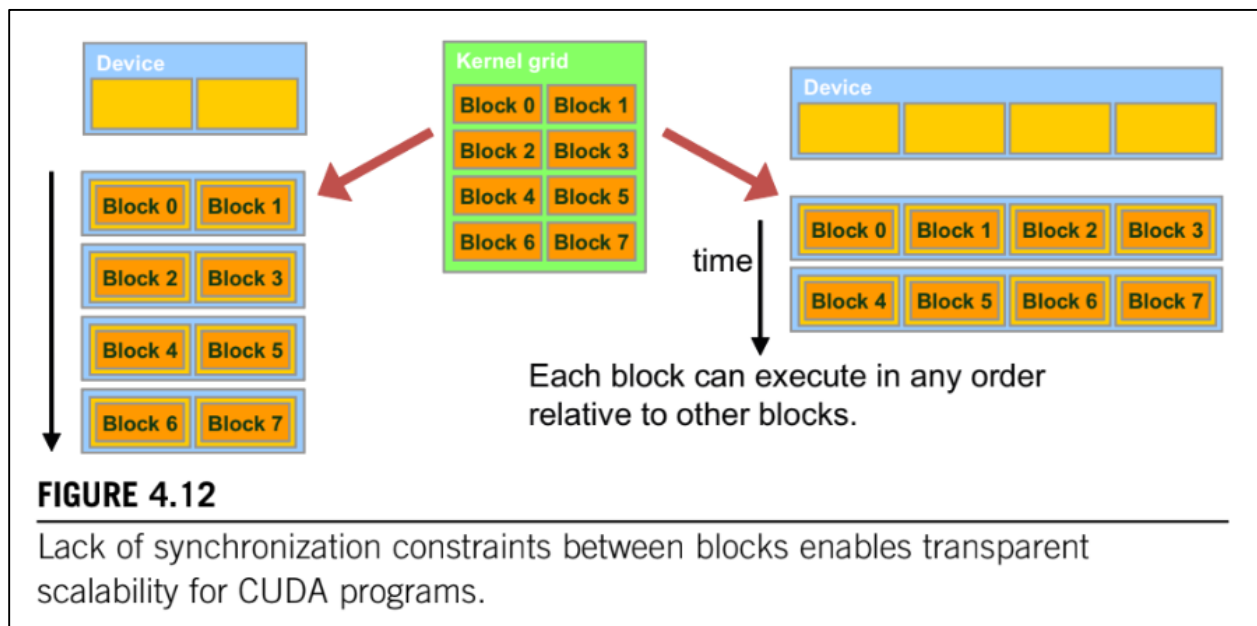 Device
Kernel grid
Device
Block 0 Block 1
Block 2 Block 3
Block 4 Block 5
Block 6 Block 7
Block 0 Block 1
Block 2 Block 3
Block 4 Block 5
Block 6 Block 7
time
Block 0 Block 1 Block 2 Block 3
Block 4 Block 5 Block 6 Block 7
Each block can execute in any order
relative to other blocks.
FIGURE 4.12
Lack of synchronization constraints between blocks enables transparent
scalability for CUDA programs.